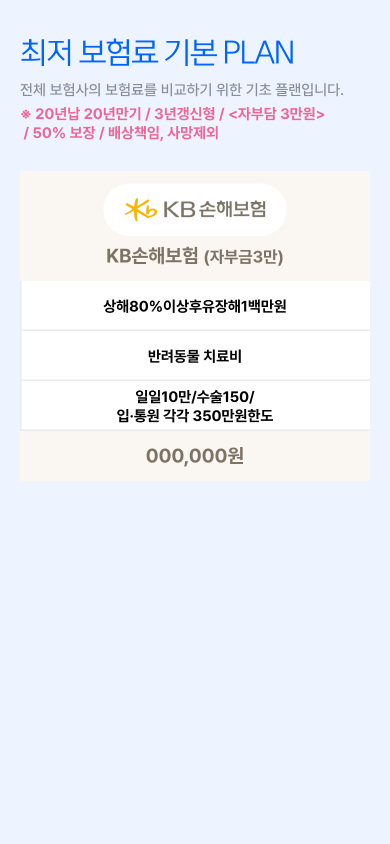 최저 보험료 기본 PLAN
전체 보험사의 보험료를 비교하기 위한 기초 플랜입니다.
※ 20년납 20년만기 / 3년갱신형 / <자부담 3만원>
/ 50% 보장 / 배상책임, 사망제외
KB손해보험
KB손해보험 (자부금3만)
상해80%이상후유장해1백만원
반려동물 치료비
일일10만/수술150/
입·통원 각각 350만원한도
000,000원